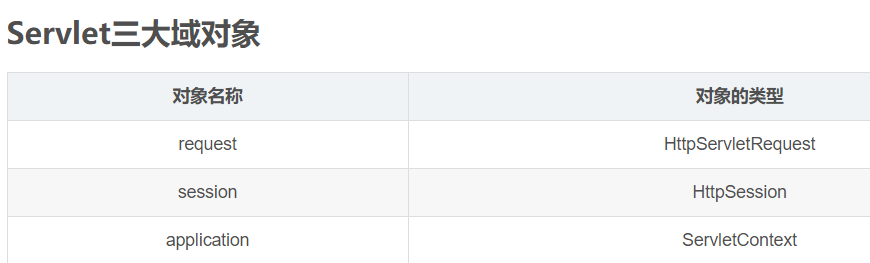 Servlet三大域对象
对象名称 对象的类型
request HttpServletRequest
session HttpSession
application ServletContext